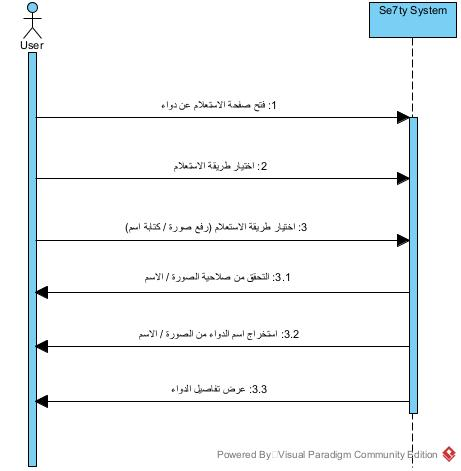 User
Se7ty System
1: فتح صفحة الاستعلام عن دواء
2: اختيار طريقة الاستعلام
3: اختيار طريقة الاستعلام (رفع صورة / كتابة اسم)
3.1: التحقق من صلاحية الصورة / الاسم
3.2: استخراج اسم الدواء من الصورة / الاسم
3.3: عرض تفاصيل الدواء
Powered By Visual Paradigm Community Edition